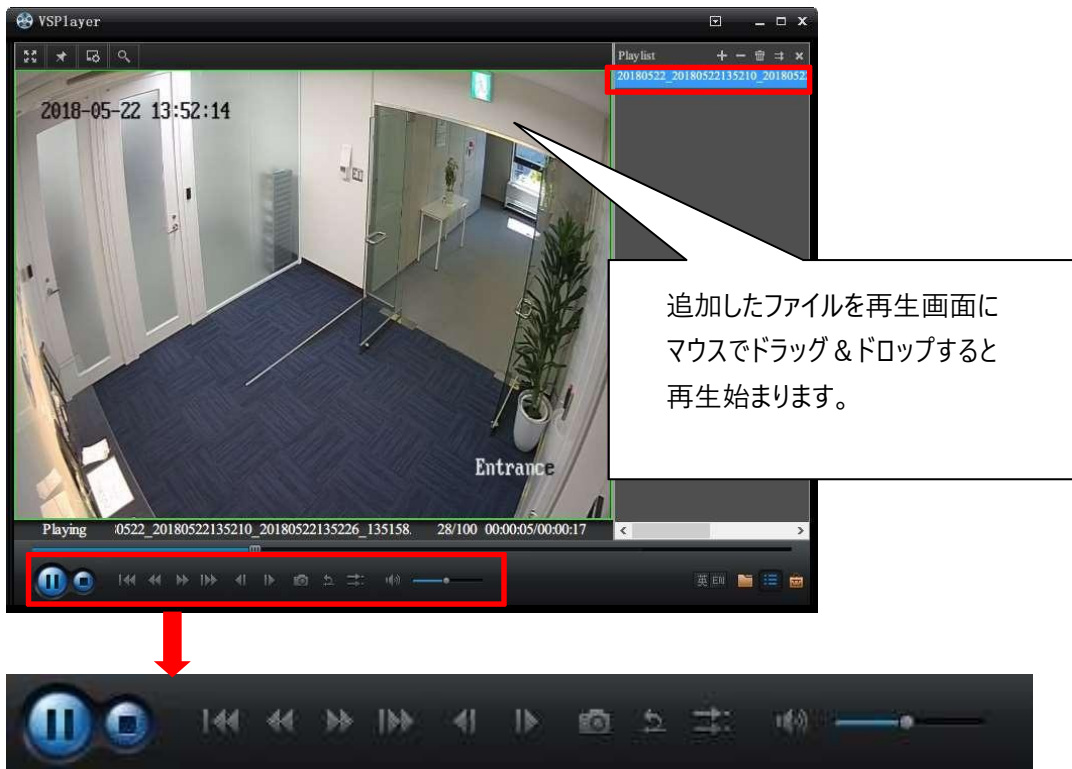 VSPlayer
Playlist
20180522_20180522135210_2018052
2018-05-22 13:52:14
追加したファイルを再生画面に
マウスでドラッグ＆ドロップすると
再生始まります。
Entrance
Playing :0522_20180522135210_20180522135226_135158. 28/100 00:00:05/00:00:17
英 EN